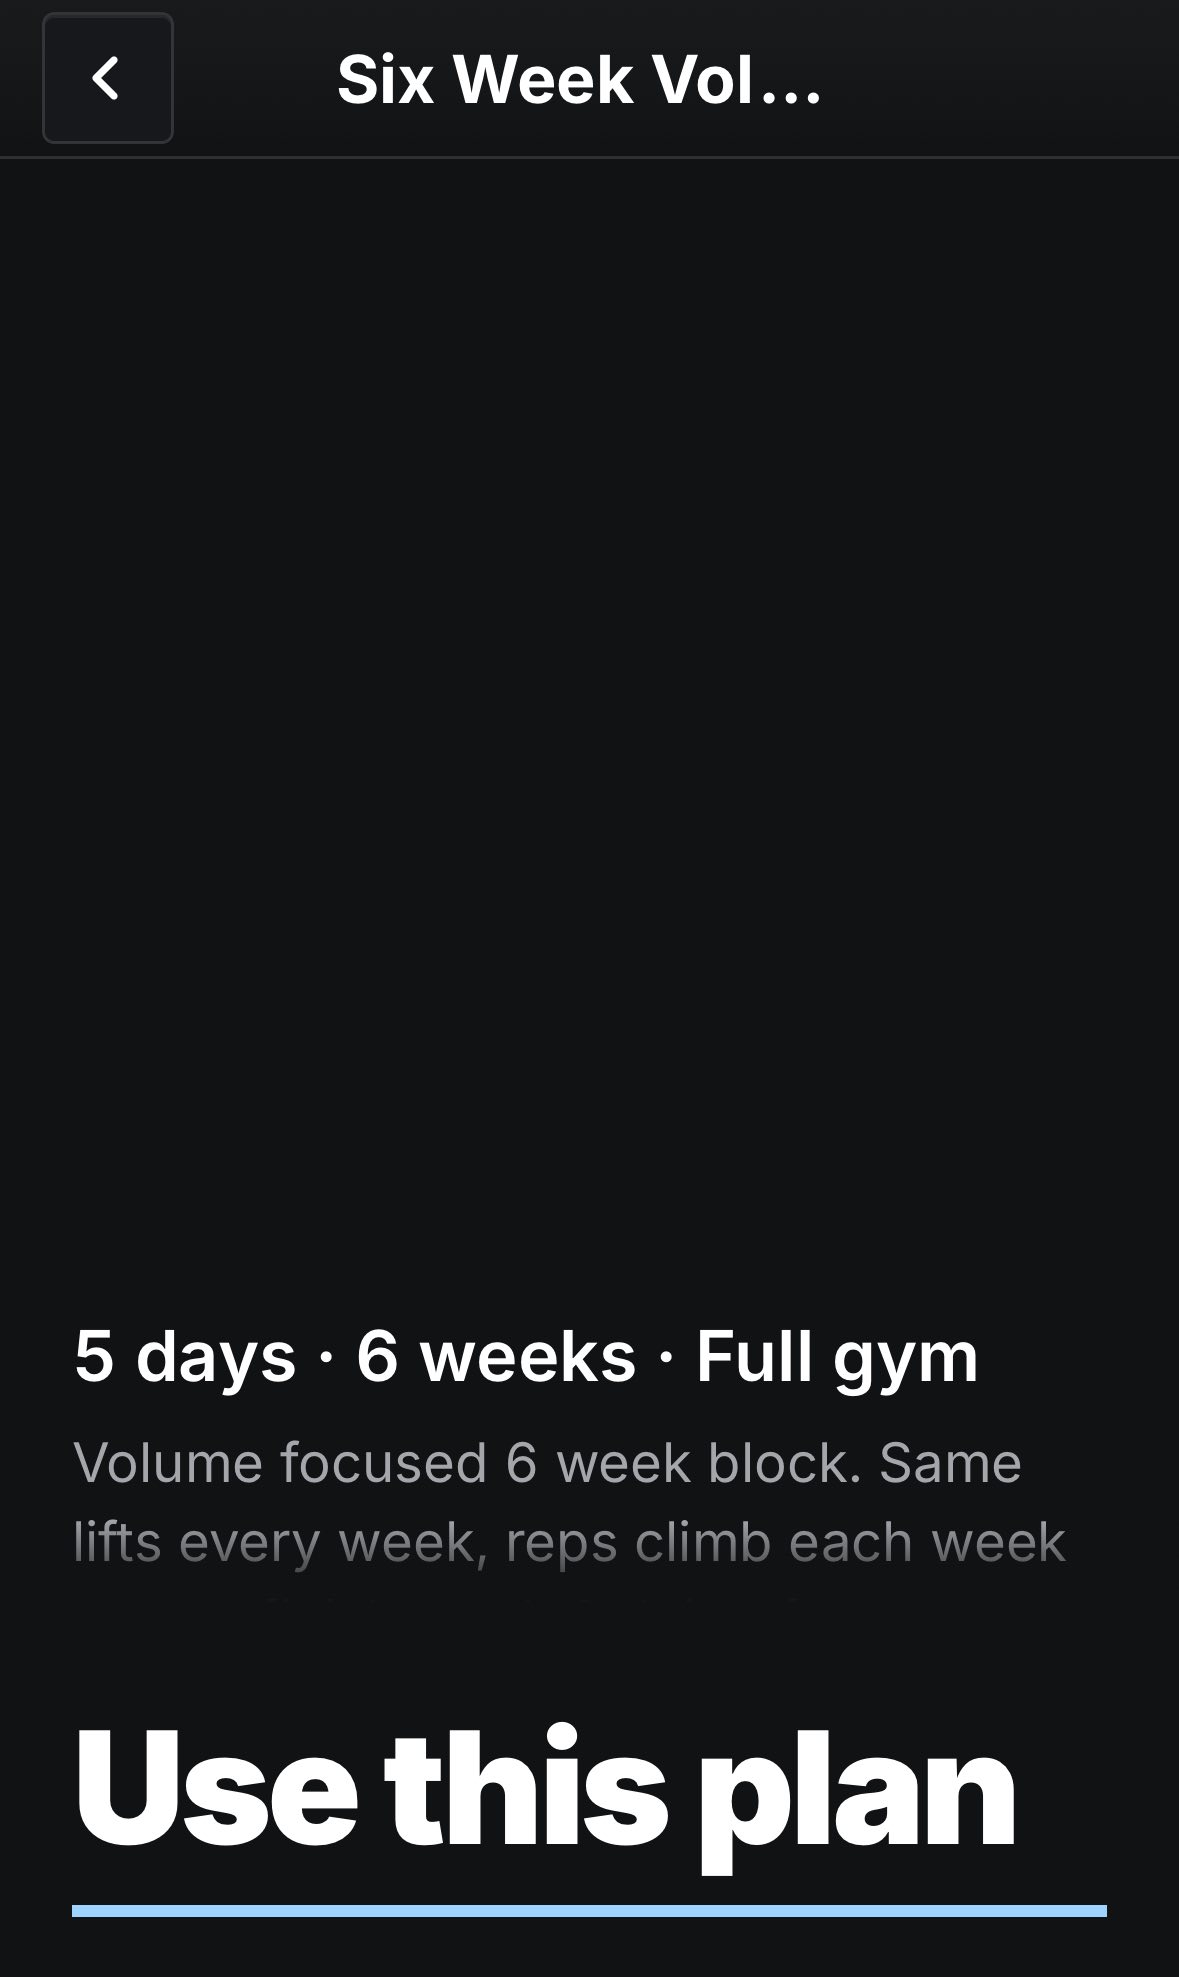 Six Week Vol...
5 days · 6 weeks · Full gym
Volume focused 6 week block. Same
lifts every week, reps climb each week
Use this plan